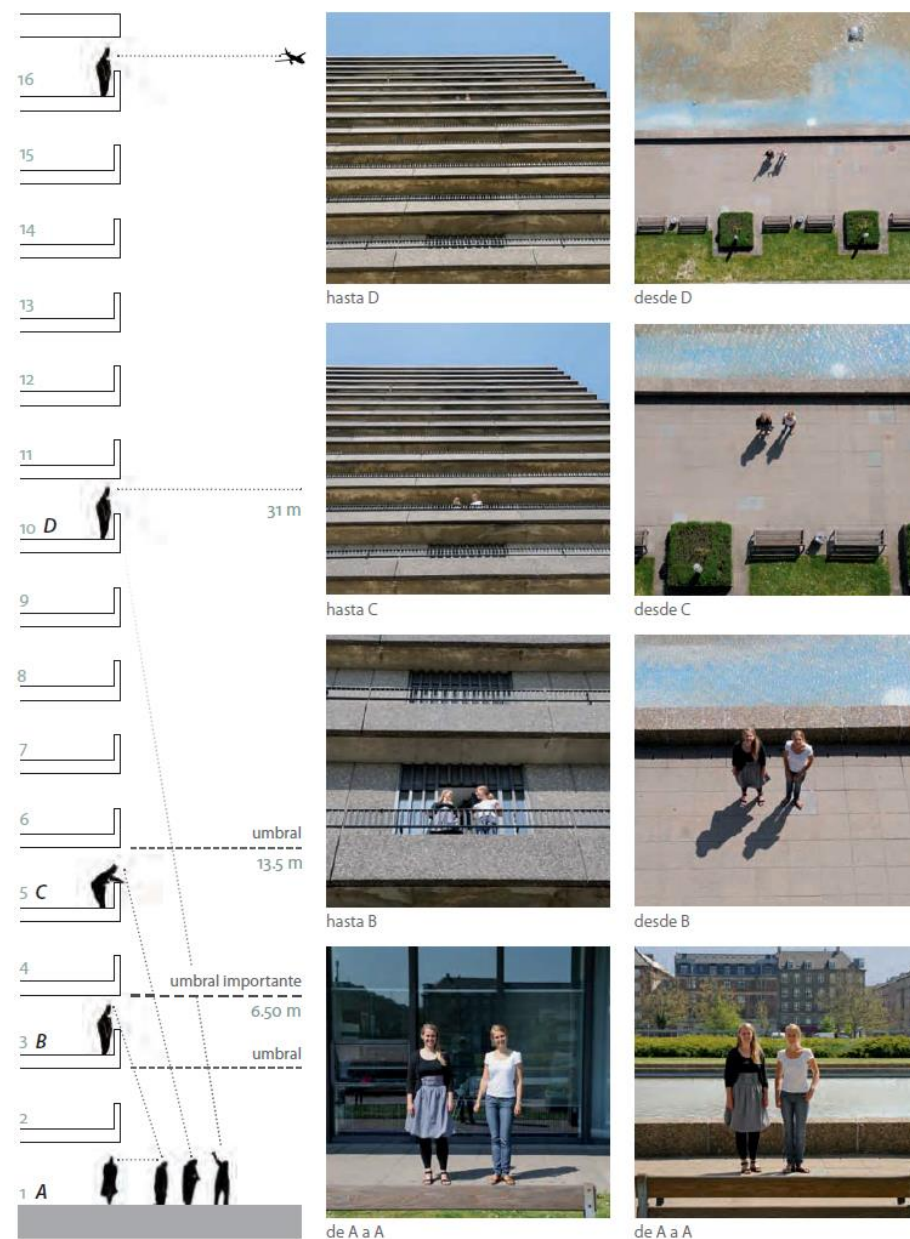 16
15
14
13
12
11
31 m
10 D
9
8
7
6
umbral
13.5 m
5 C
4
umbral importante
6.50 m
3 B
umbral
2
1 A
hasta D
desde D
hasta C
desde C
hasta B
desde B
de A a A
de A a A